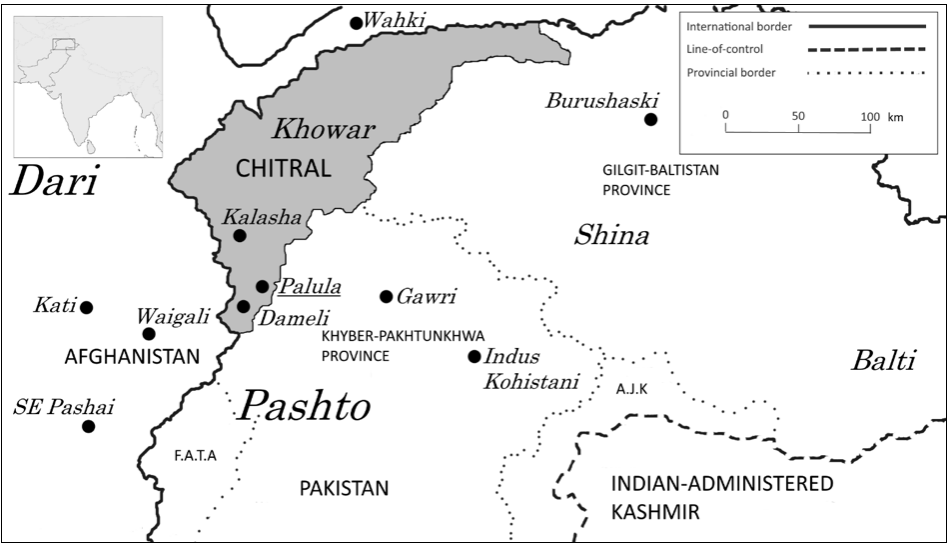 Wahki
International border
Line-of-control
Provincial border
0 50 100 km
Burushaski
Khowar
CHITRAL
Dari
GILGIT-BALTISTAN
PROVINCE
Kalasha
Shina
Palula
Kati
Gawri
Waigali
Dameli
KHYBER-PAKHTUNKHWA
PROVINCE
AFGHANISTAN
Indus
Kohistani
Balti
A.J.K
SE Pashai
Pashto
F.A.T.A
PAKISTAN
INDIAN-ADMINISTERED
KASHMIR